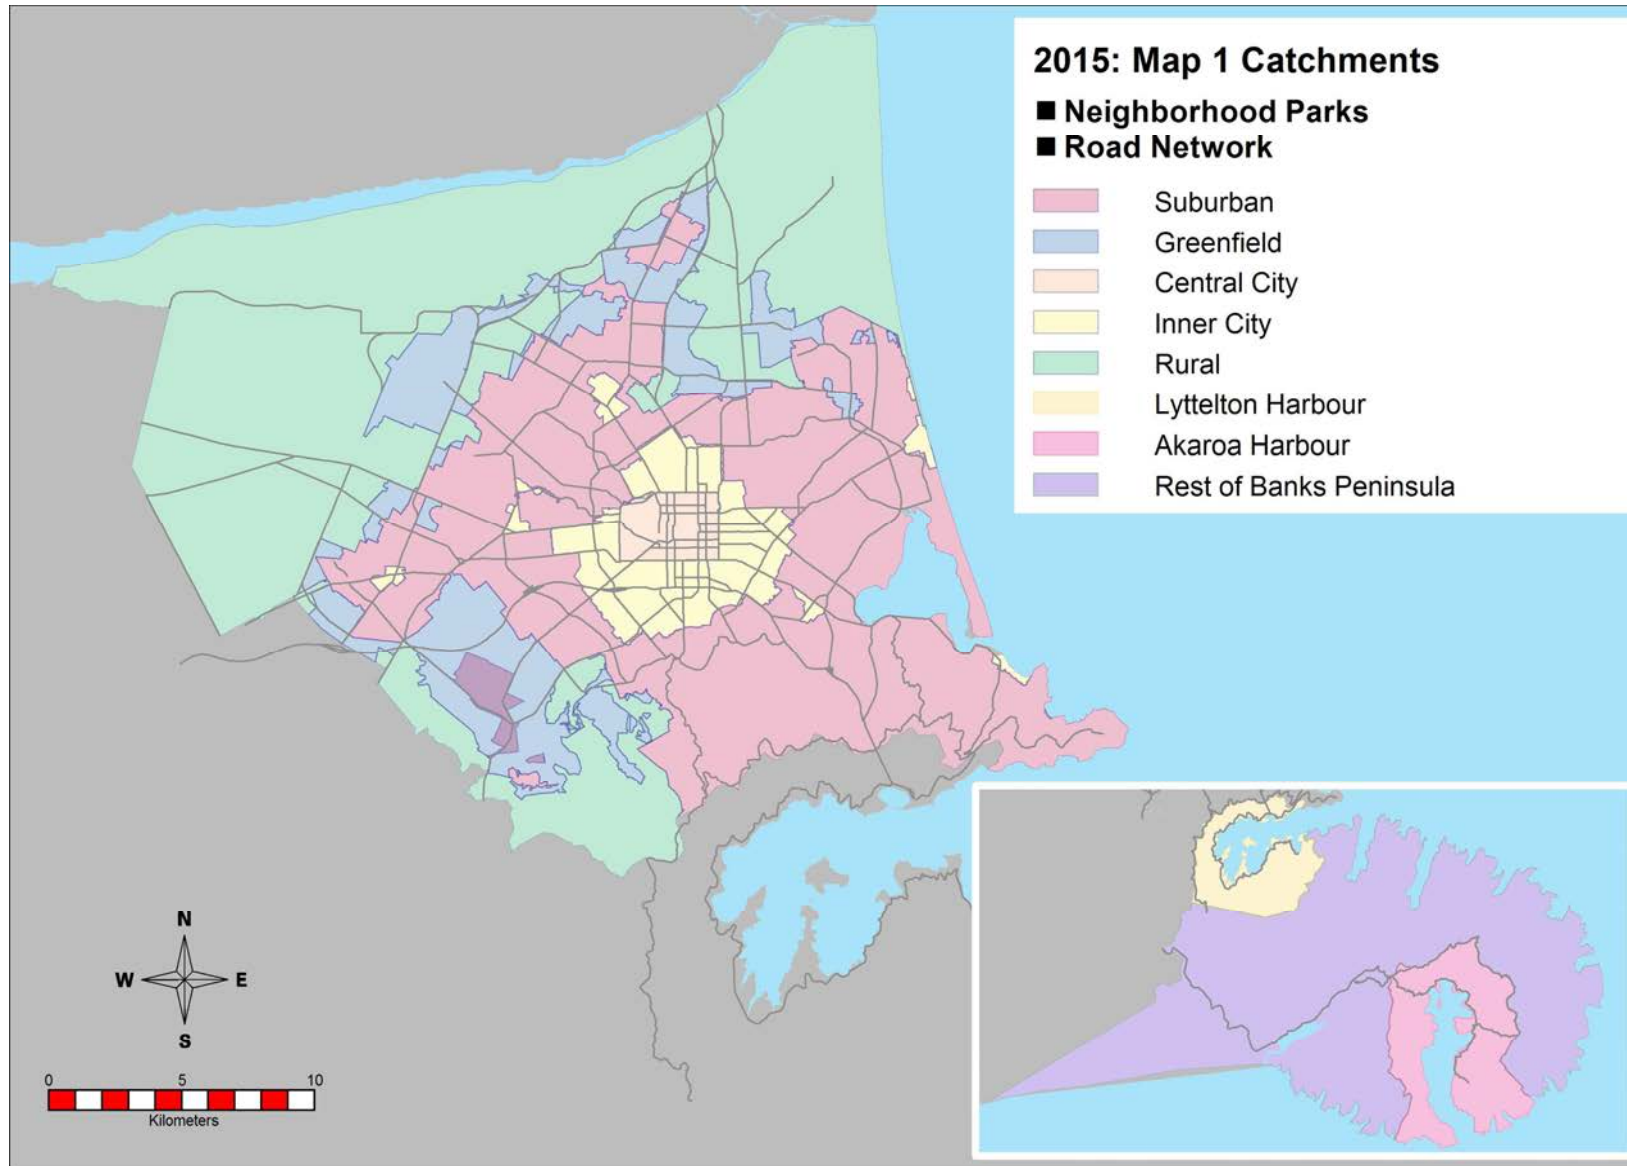 2015: Map 1 Catchments
■ Neighborhood Parks
■ Road Network
Suburban
Greenfield
Central City
Inner City
Rural
Lyttelton Harbour
Akaroa Harbour
Rest of Banks Peninsula
N
W E
S
0 5 10
Kilometers